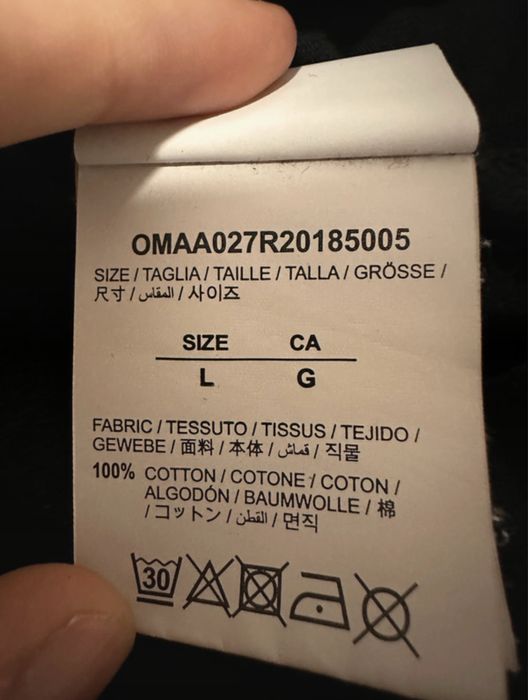 OMAA027R20185005
SIZE / TAGLIA / TAILLE / TALLA / GRÖSSE /
尺寸 / المقاس / 사이즈
SIZE CA
L G
FABRIC / TESSUTO / TISSUS / TEJIDO /
GEWEBE / 面料 / 本体 / قماش / 직물
100% COTTON / COTONE / COTON /
ALGODÓN / BAUMWOLLE / 棉
/ コットン / القطن / 면직
30